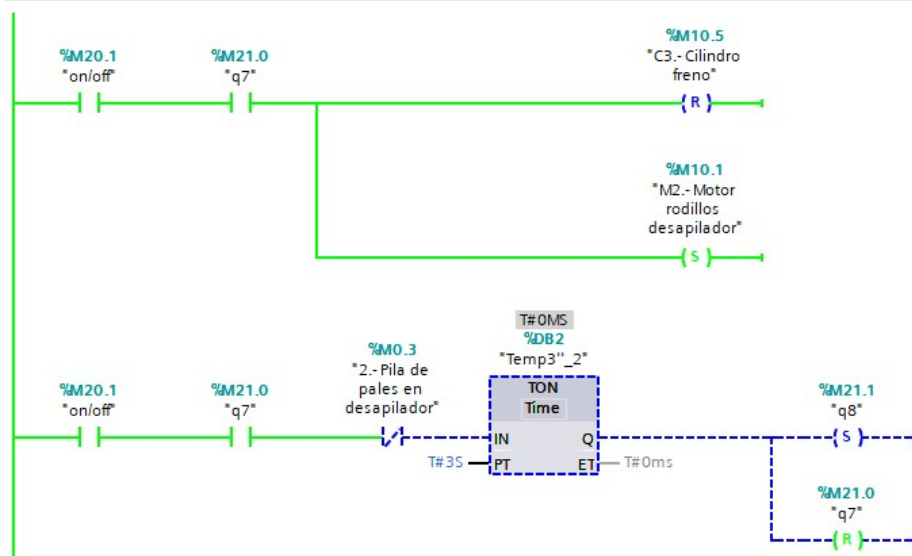 %M10.5
"C3.- Cilindro
freno"
%M20.1
"on/off"
%M21.0
"q7"
R
%M10.1
"M2.- Motor
rodillos
desapilador"
S
T#0MS
%DB2
"Temp3''_2"
%M0.3
"2.- Pila de
pales en
desapilador"
%M20.1
"on/off"
%M21.0
"q7"
TON
Time
%M21.1
"q8"
IN
Q
S
T#3S
PT
ET
T#0ms
%M21.0
"q7"
R